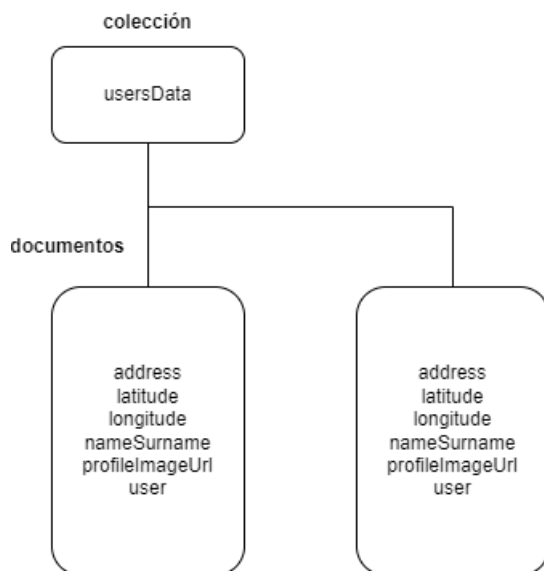 colección
usersData
documentos
address
latitude
longitude
nameSurname
profileImageUrl
user
address
latitude
longitude
nameSurname
profileImageUrl
user